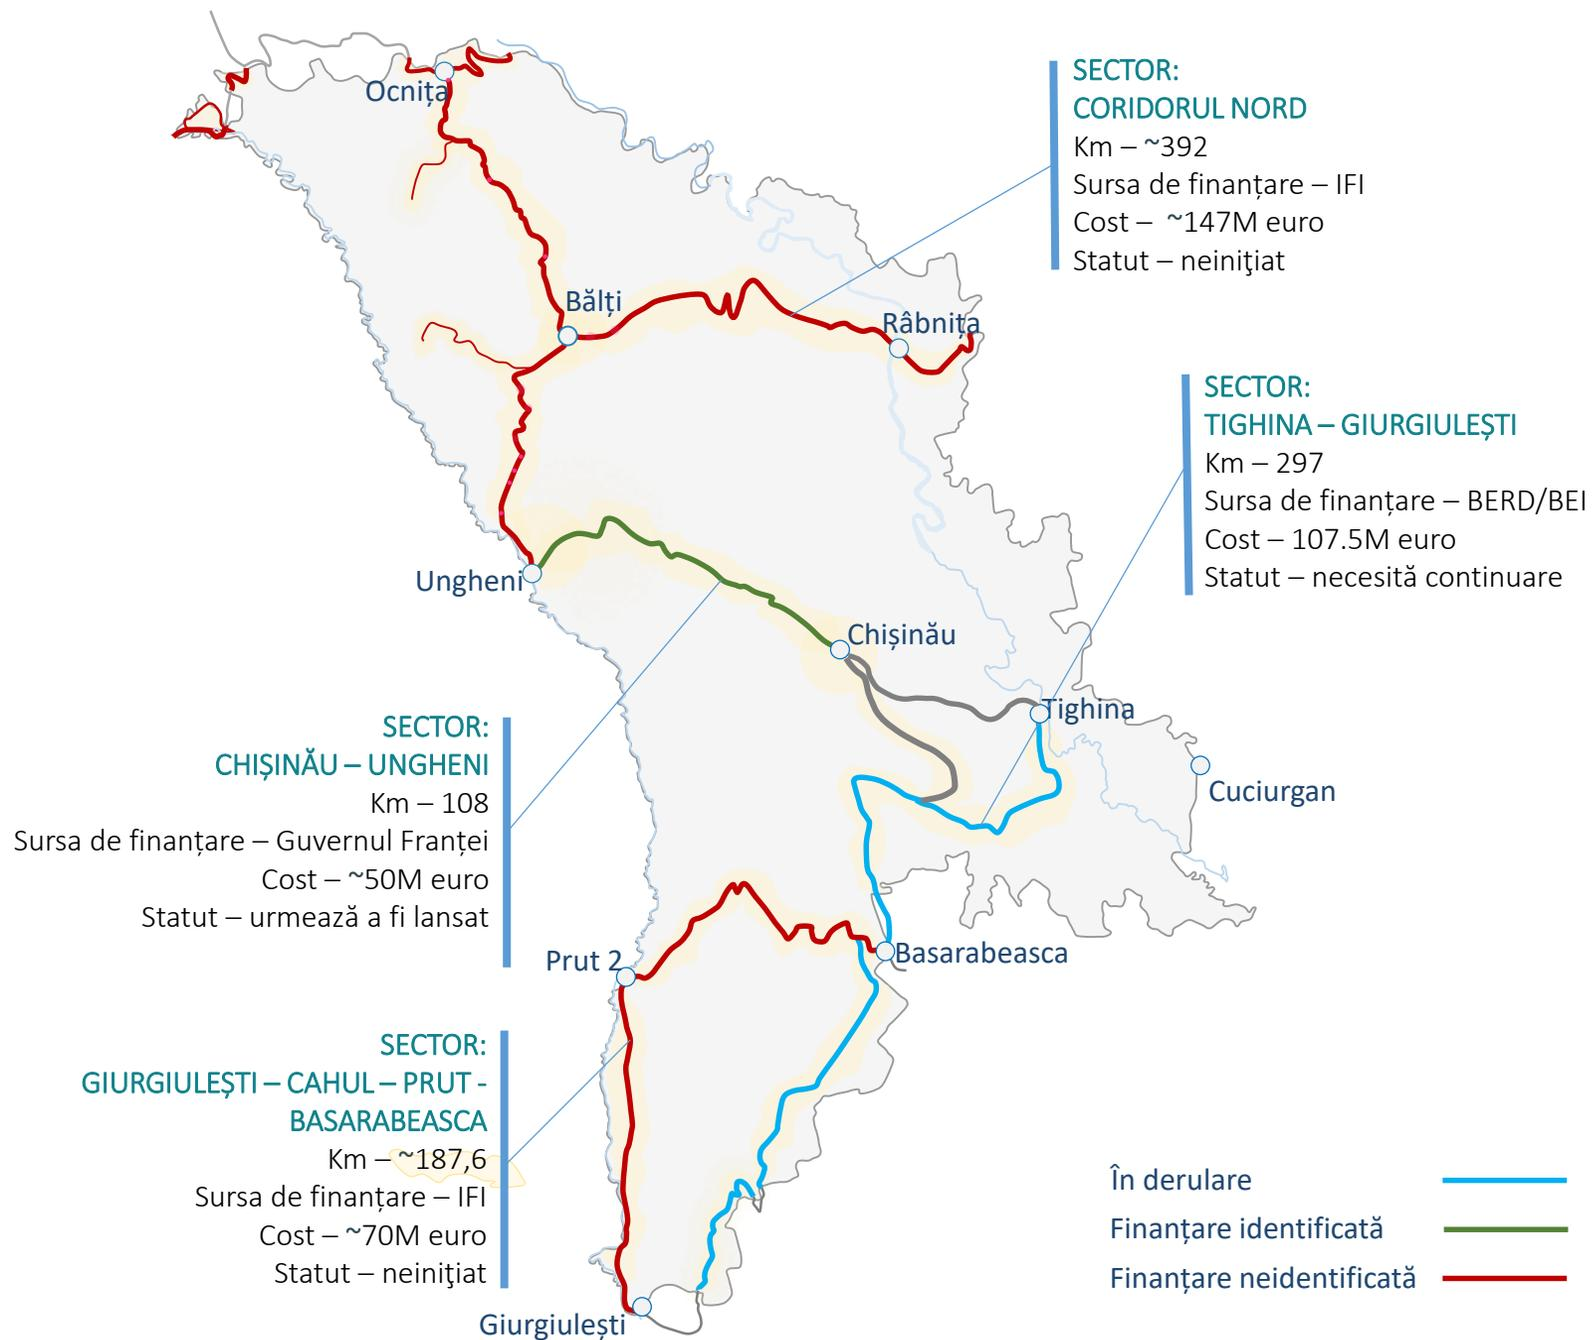 Ocnița
SECTOR:
CORIDORUL NORD
Km – ~392
Sursa de finanțare – IFI
Cost – ~147M euro
Statut – neiniţiat
Bălți
Râbnița
SECTOR:
TIGHINA – GIURGIULEȘTI
Km – 297
Sursa de finanțare – BERD/BEI
Cost – 107.5M euro
Statut – necesită continuare
Ungheni
Chișinău
Tighina
Cuciurgan
SECTOR:
CHIȘINĂU – UNGHENI
Km – 108
Sursa de finanțare – Guvernul Franței
Cost – ~50M euro
Statut – urmează a fi lansat
Prut 2
Basarabeasca
SECTOR:
GIURGIULEȘTI – CAHUL – PRUT -
BASARABEASCA
Km – ~187,6
Sursa de finanțare – IFI
Cost – ~70M euro
Statut – neiniţiat
Giurgiulești
În derulare
Finanțare identificată
Finanțare neidentificată